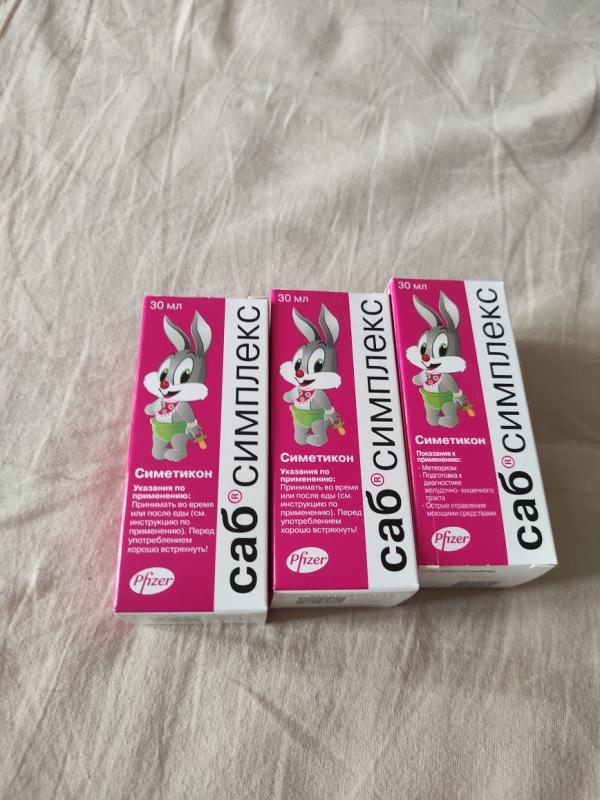 30 мл
Симетикон
Указания по
применению:
Принимать во время
или после еды (см.
инструкцию по
применению). Перед
употреблением
хорошо встряхнуть!
Pfizer
саб® симплекс
30 мл
Симетикон
Указания по
применению:
Принимать во время
или после еды (см.
инструкцию по
применению). Перед
употреблением
хорошо встряхнуть!
Pfizer
саб® симплекс
30 мл
Симетикон
Показания к
применению:
- Метеоризм
- Подготовка к
диагностике
желудочно- кишечного
тракта
- Острые отравления
моющими средствами
Pfizer
саб® симплекс